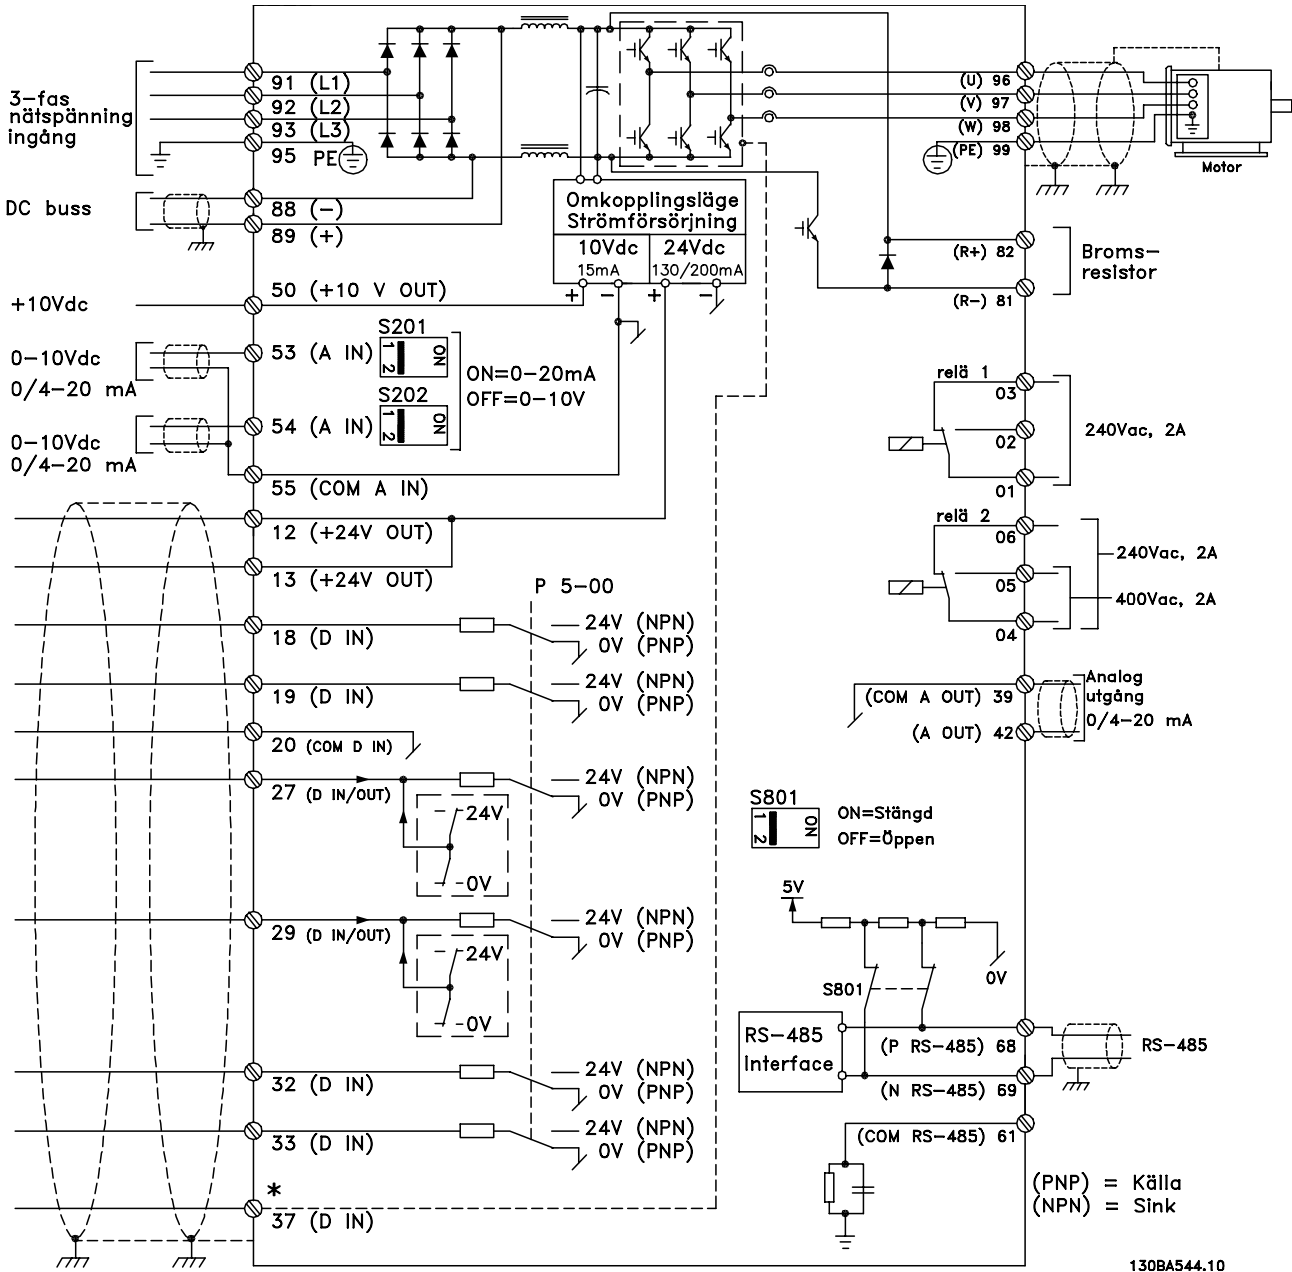 3-fas
nätspänning
ingång
91 (L1)
92 (L2)
93 (L3)
95 PE
DC buss
88 (-)
89 (+)
+10Vdc
50 (+10 V OUT)
0-10Vdc
0/4-20 mA
53 (A IN)
S201
1
2
ON
S202
1
2
ON
ON=0-20mA
OFF=0-10V
0-10Vdc
0/4-20 mA
54 (A IN)
55 (COM A IN)
12 (+24V OUT)
13 (+24V OUT)
Omkopplingsläge
Strömförsörjning
10Vdc
15mA
24Vdc
130/200mA
+ - + -
P 5-00
18 (D IN)
24V (NPN)
0V (PNP)
19 (D IN)
24V (NPN)
0V (PNP)
20 (COM D IN)
27 (D IN/OUT)
24V (NPN)
0V (PNP)
24V
0V
29 (D IN/OUT)
24V (NPN)
0V (PNP)
24V
0V
32 (D IN)
24V (NPN)
0V (PNP)
33 (D IN)
24V (NPN)
0V (PNP)
*
37 (D IN)
(U) 96
(V) 97
(W) 98
(PE) 99
Motor
(R+) 82
(R-) 81
Broms-
resistor
relä 1
03
02
01
240Vac, 2A
relä 2
06
05
04
240Vac, 2A
400Vac, 2A
(COM A OUT) 39
(A OUT) 42
Analog
utgång
0/4-20 mA
S801
1
2
ON
ON=Stängd
OFF=Öppen
5V
0V
S801
RS-485
Interface
(P RS-485) 68
(N RS-485) 69
RS-485
(COM RS-485) 61
(PNP) = Källa
(NPN) = Sink
130BA544.10